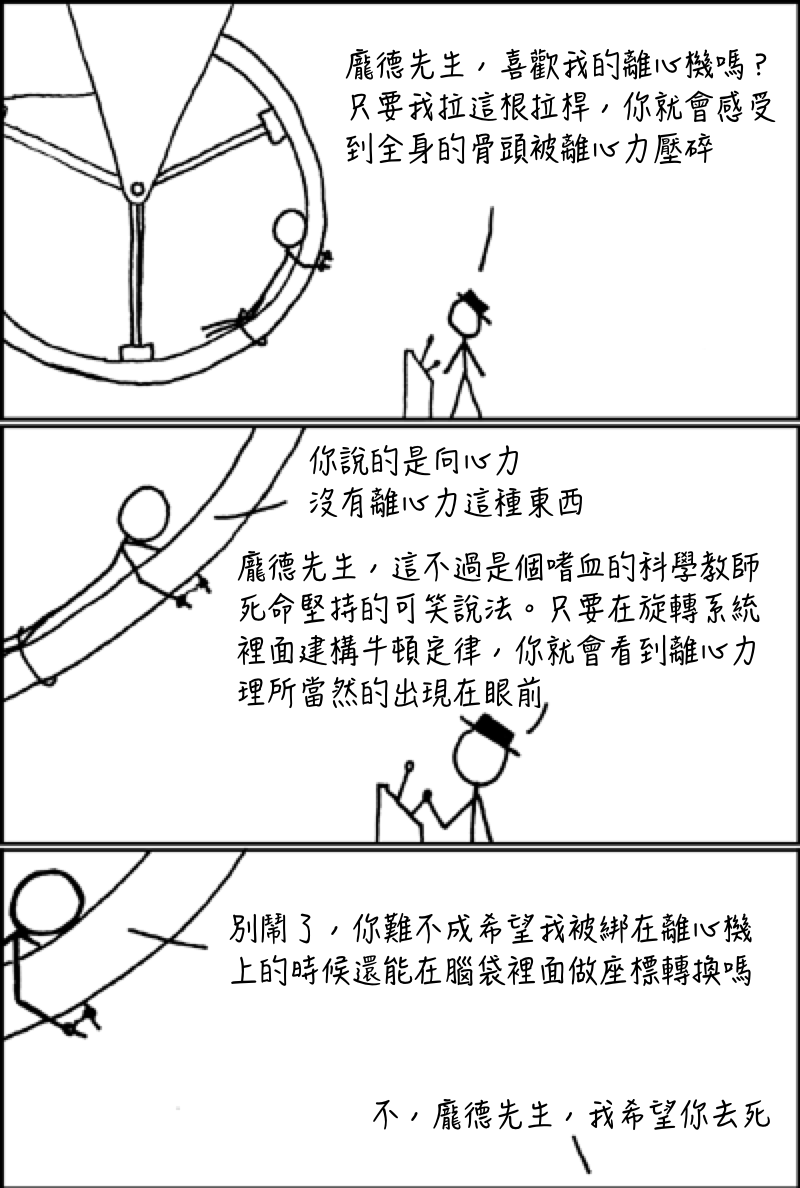 龐德先生，喜歡我的離心機嗎？
只要我拉這根拉桿，你就會感受
到全身的骨頭被離心力壓碎
你說的是向心力
沒有離心力這種東西
龐德先生，這不過是個嗜血的科學教師
死命堅持的可笑說法。只要在旋轉系統
裡面建構牛頓定律，你就會看到離心力
理所當然的出現在眼前
別鬧了，你難不成希望我被綁在離心機
上的時候還能在腦袋裡面做座標轉換嗎
不，龐德先生，我希望你去死